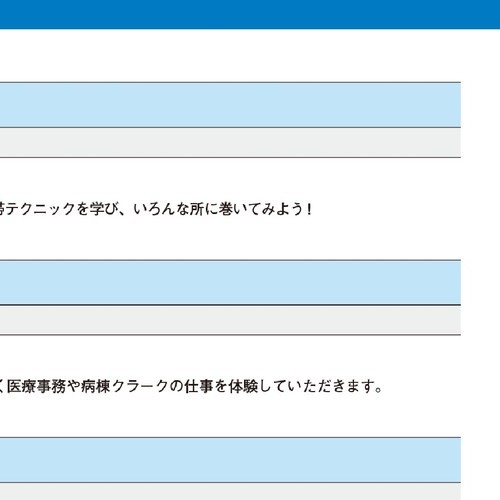 帯テクニックを学び、いろんな所に巻いてみよう！
く医療事務や病棟クラークの仕事を体験していただきます。